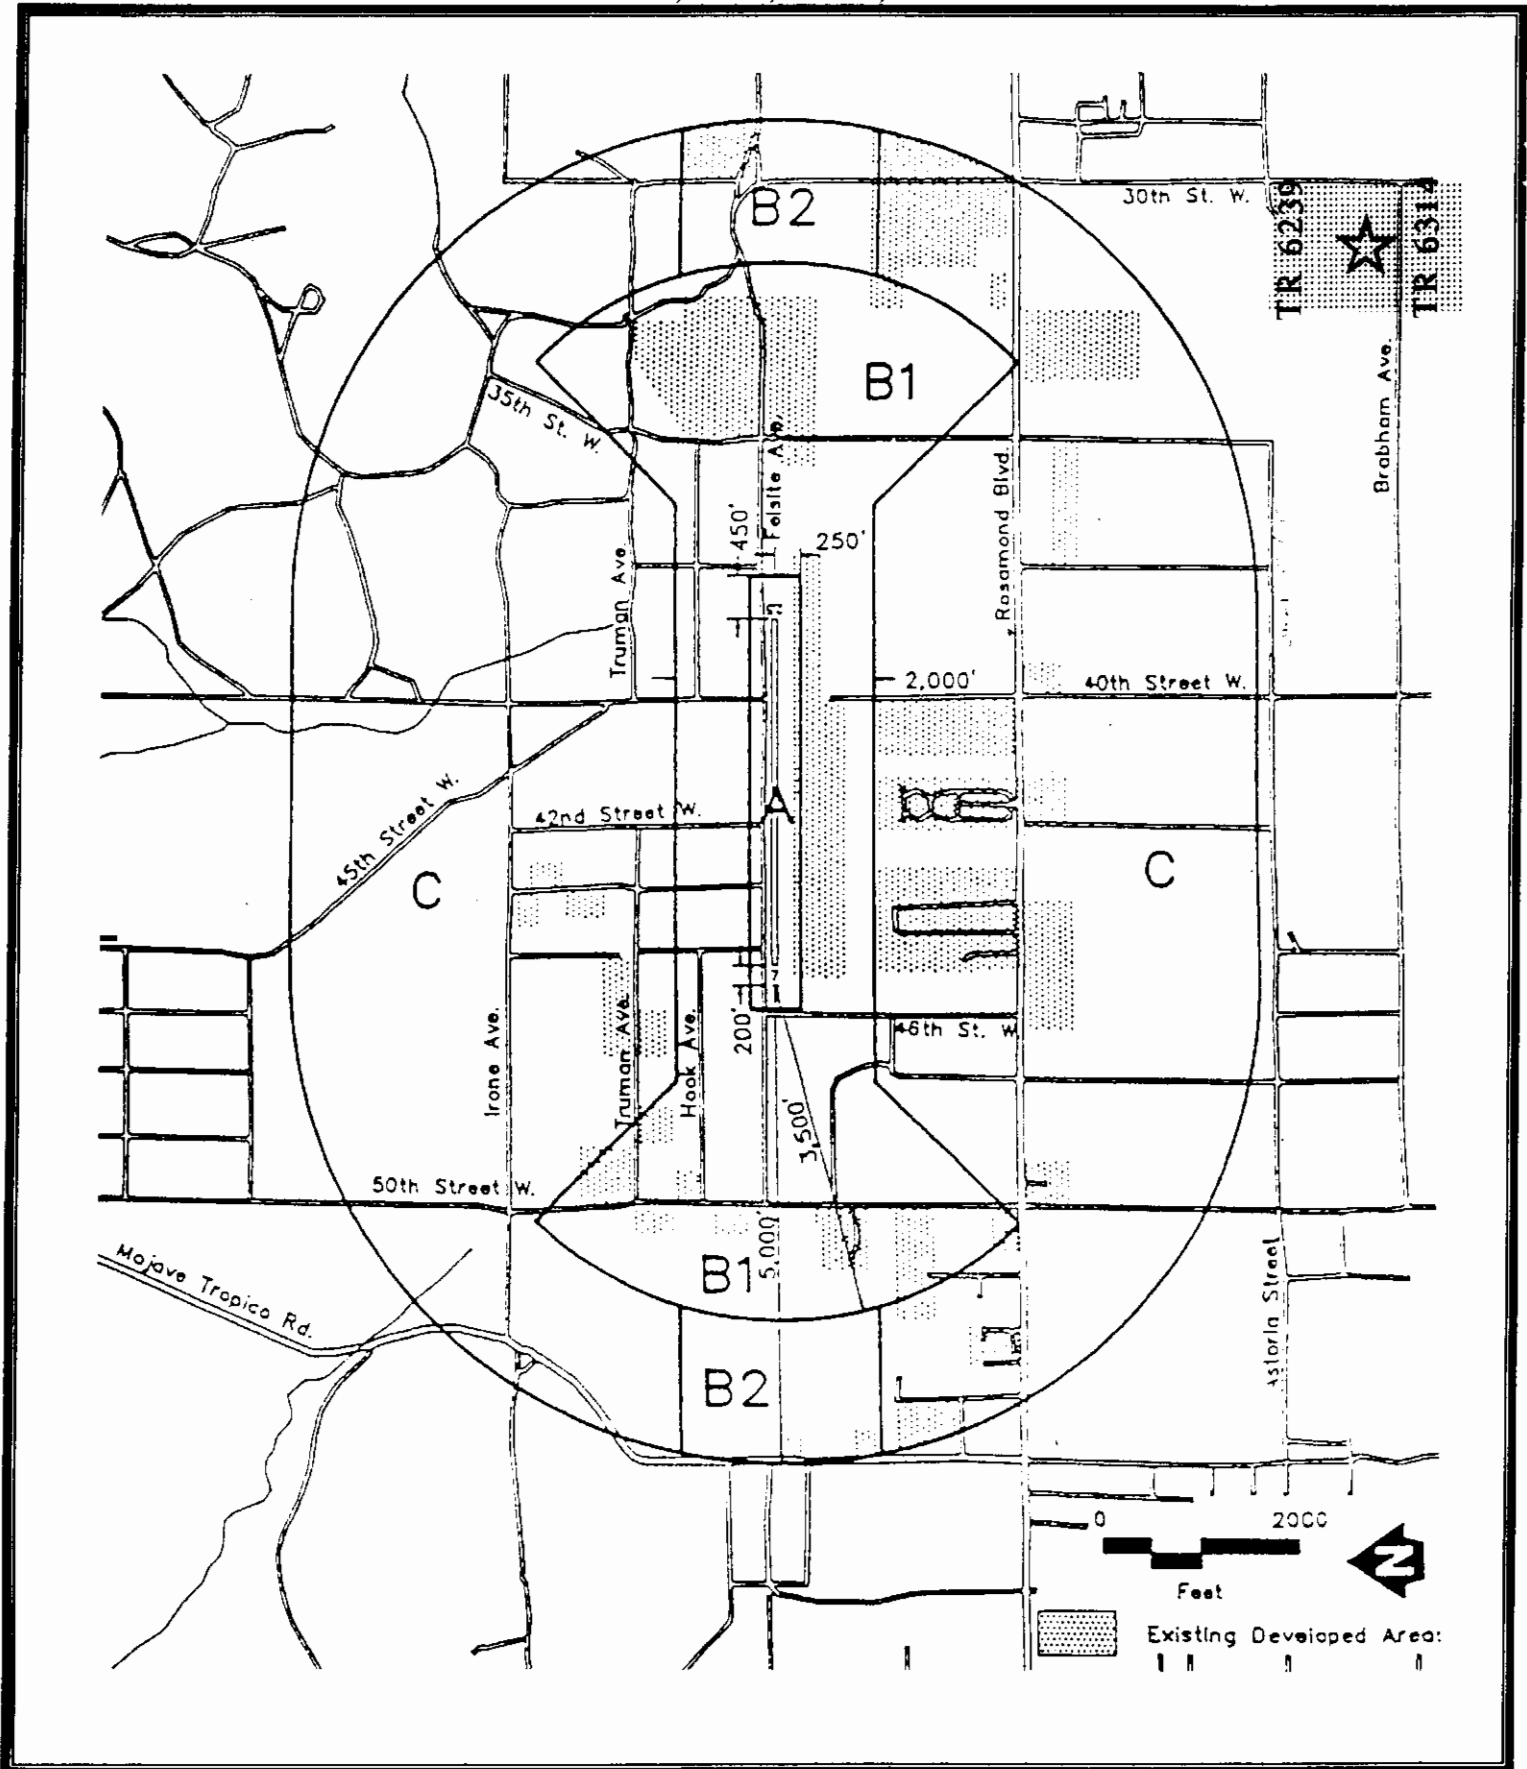 B2
30th St. W.
TR 6239
TR 6314
B1
35th St. W.
Felsite Ave.
Rosamond Blvd.
Brabham Ave.
450'
250'
Truman Ave.
2,000'
40th Street W.
A
45th Street W.
42nd Street W.
C
C
Irone Ave.
Truman Ave.
Hook Ave.
200'
46th St. W
3,500'
50th Street W.
5,000'
B1
Mojave Tropico Rd.
Astoria Street
B2
0
Feet
N
Existing Developed Area: